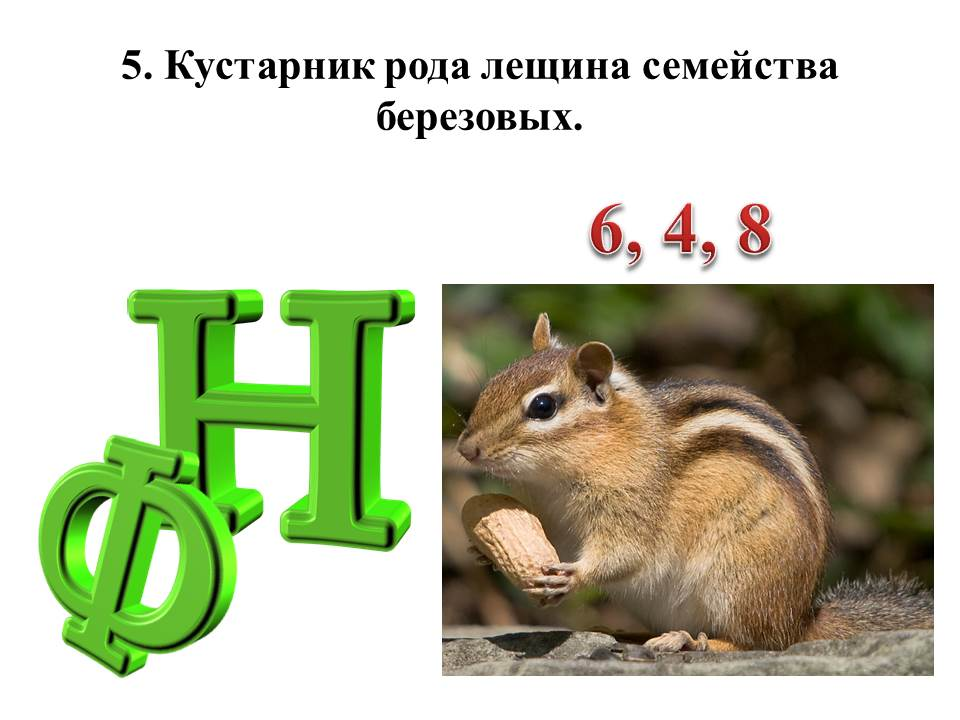 5. Кустарник рода лещина семейства
березовых.
6, 4, 8
Н
Ф